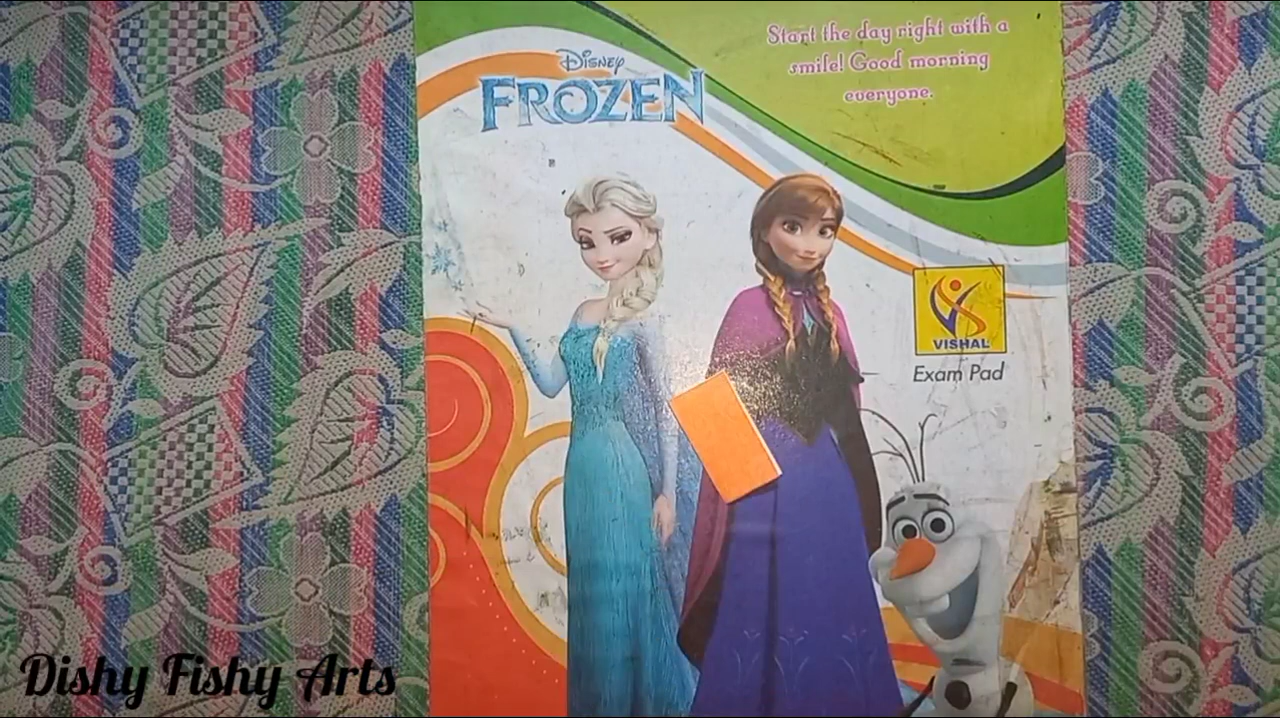 Disney
FROZEN
Start the day right with a
smile! Good morning
everyone.
VISHAL
Exam Pad
Dishy Fishy Arts